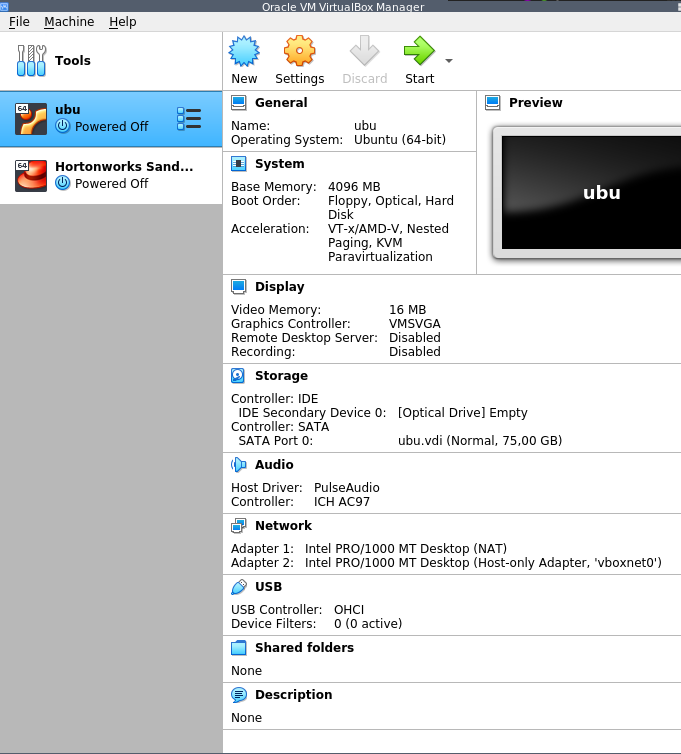 Oracle VM VirtualBox Manager
File Machine Help
Tools
New Settings Discard Start
64 ubu
Powered Off
64 Hortonworks Sand...
Powered Off
General
Name: ubu
Operating System: Ubuntu (64-bit)
Preview
ubu
System
Base Memory: 4096 MB
Boot Order: Floppy, Optical, Hard
Disk
Acceleration: VT-x/AMD-V, Nested
Paging, KVM
Paravirtualization
Display
Video Memory: 16 MB
Graphics Controller: VMSVGA
Remote Desktop Server: Disabled
Recording: Disabled
Storage
Controller: IDE
IDE Secondary Device 0: [Optical Drive] Empty
Controller: SATA
SATA Port 0: ubu.vdi (Normal, 75,00 GB)
Audio
Host Driver: PulseAudio
Controller: ICH AC97
Network
Adapter 1: Intel PRO/1000 MT Desktop (NAT)
Adapter 2: Intel PRO/1000 MT Desktop (Host-only Adapter, 'vboxnet0')
USB
USB Controller: OHCI
Device Filters: 0 (0 active)
Shared folders
None
Description
None